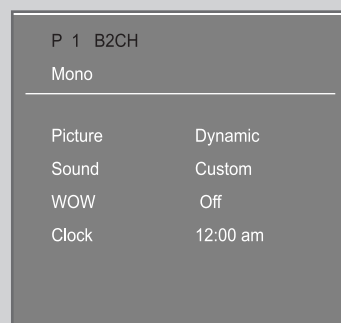 P 1 B2CH
Mono
Picture Dynamic
Sound Custom
WOW Off
Clock 12:00 am